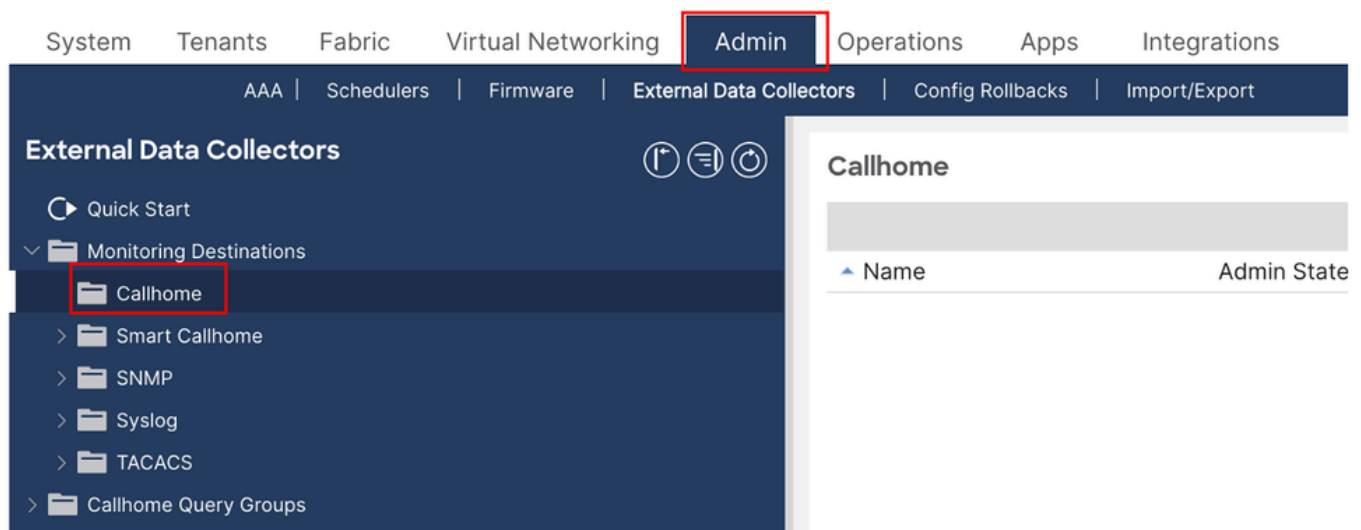 System Tenants Fabric Virtual Networking Admin Operations Apps Integrations
AAA | Schedulers | Firmware | External Data Collectors | Config Rollbacks | Import/Export
External Data Collectors
Quick Start
Monitoring Destinations
Callhome
Smart Callhome
SNMP
Syslog
TACACS
Callhome Query Groups
Callhome
Name Admin State